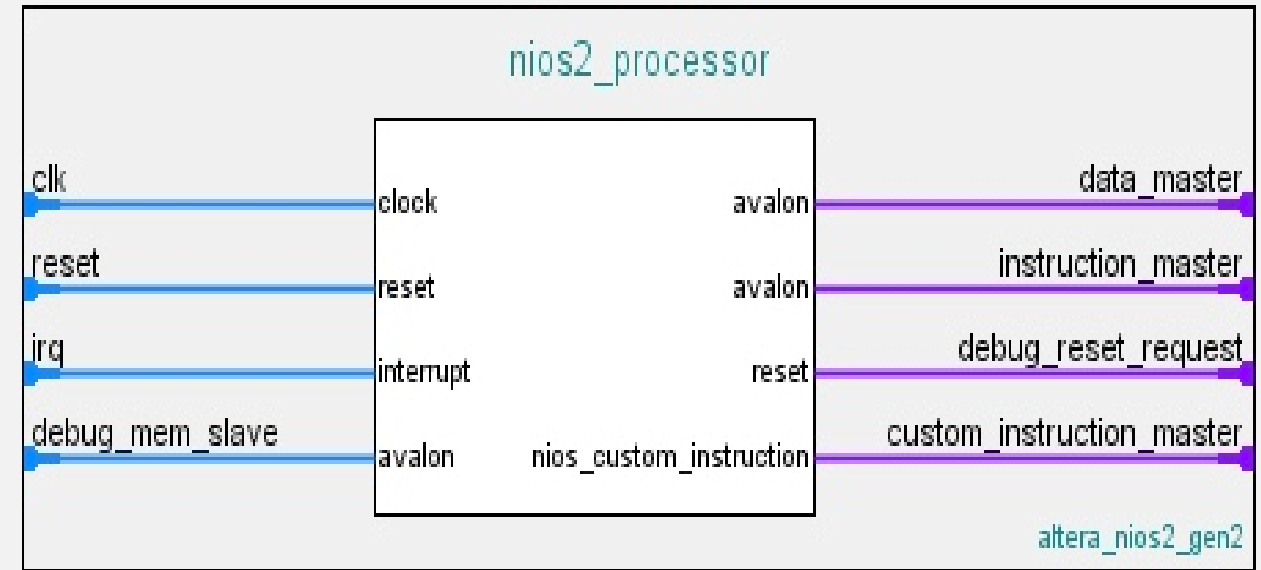 nios2_processor
clk
data_master
clock
avalon
reset
instruction_master
reset
avalon
irq
debug_reset_request
interrupt
reset
debug_mem_slave
custom_instruction_master
avalon
nios_custom_instruction
altera_nios2_gen2